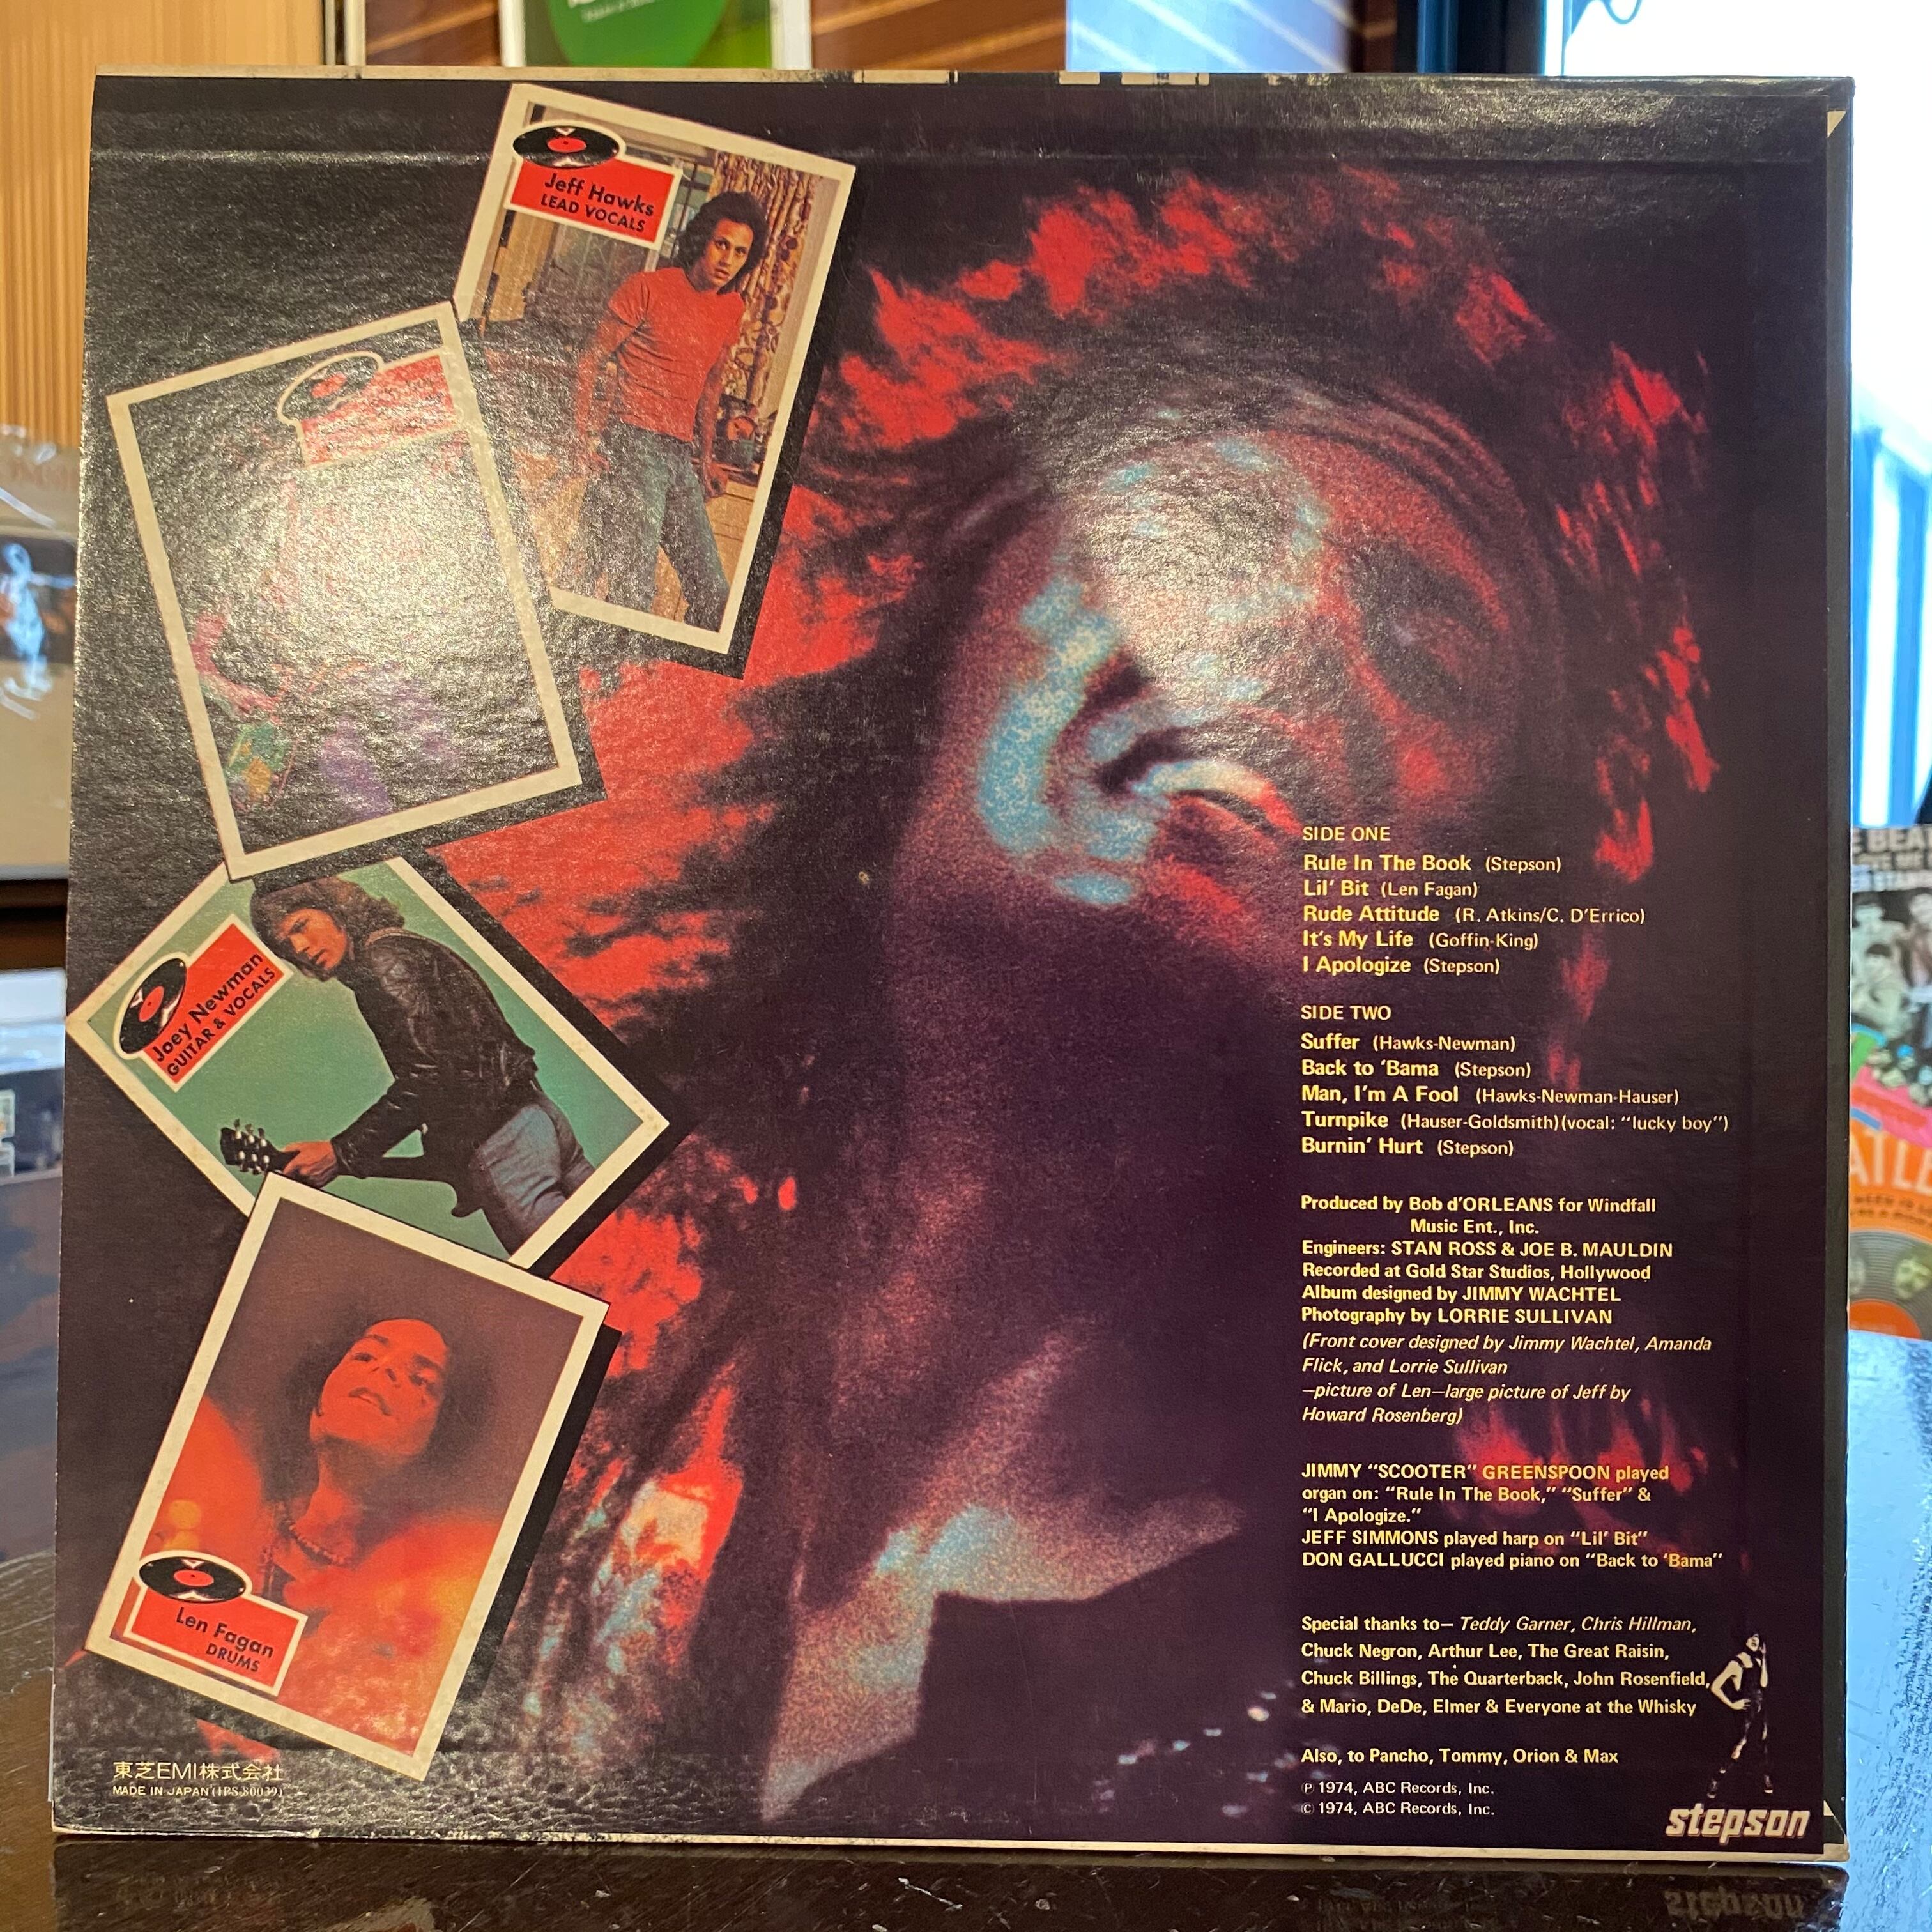 Jeff Hawks
LEAD VOCALS
Joey Newman
GUITAR & VOCALS
Len Fagan
DRUMS
東芝EMI株式会社
MADE IN JAPAN (IPS-80039)
SIDE ONE
Rule In The Book (Stepson)
Lil' Bit (Len Fagan)
Rude Attitude (R. Atkins/C. D'Errico)
It's My Life (Goffin-King)
I Apologize (Stepson)
SIDE TWO
Suffer (Hawks-Newman)
Back to 'Bama (Stepson)
Man, I'm A Fool (Hawks-Newman-Hauser)
Turnpike (Hauser-Goldsmith)(vocal: "lucky boy")
Burnin' Hurt (Stepson)
Produced by Bob d'ORLEANS for Windfall
Music Ent., Inc.
Engineers: STAN ROSS & JOE B. MAULDIN
Recorded at Gold Star Studios, Hollywood
Album designed by JIMMY WACHTEL
Photography by LORRIE SULLIVAN
(Front cover designed by Jimmy Wachtel, Amanda
Flick, and Lorrie Sullivan
—picture of Len—large picture of Jeff by
Howard Rosenberg)
JIMMY "SCOOTER" GREENSPOON played
organ on: "Rule In The Book," "Suffer" &
"I Apologize."
JEFF SIMMONS played harp on "Lil' Bit"
DON GALLUCCI played piano on "Back to 'Bama"
Special thanks to— Teddy Garner, Chris Hillman,
Chuck Negron, Arthur Lee, The Great Raisin,
Chuck Billings, The Quarterback, John Rosenfield,
& Mario, DeDe, Elmer & Everyone at the Whisky
Also, to Pancho, Tommy, Orion & Max
Ⓟ 1974, ABC Records, Inc.
© 1974, ABC Records, Inc.
stepson